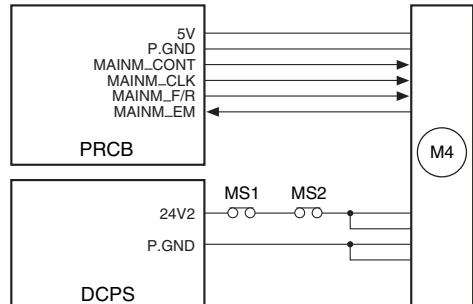 5V
P.GND
MAINM_CONT
MAINM_CLK
MAINM_F/R
MAINM_EM
PRCB
M4
MS1 MS2
24V2
P.GND
DCPS